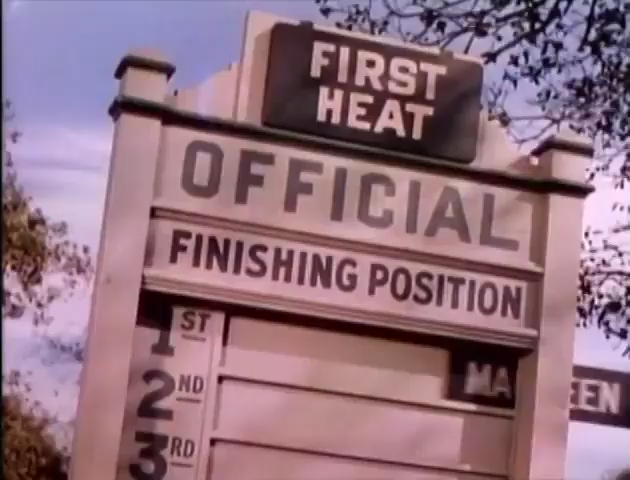 FIRST
HEAT
OFFICIAL
FINISHING POSITION
1ST
MA
EEN
2ND
3RD